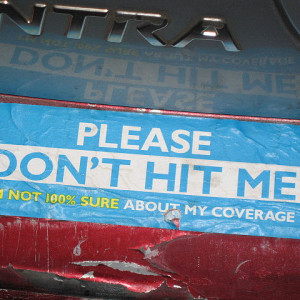 NTRA
PLEASE
DON'T HIT ME
I'M NOT 100% SURE ABOUT MY COVERAGE